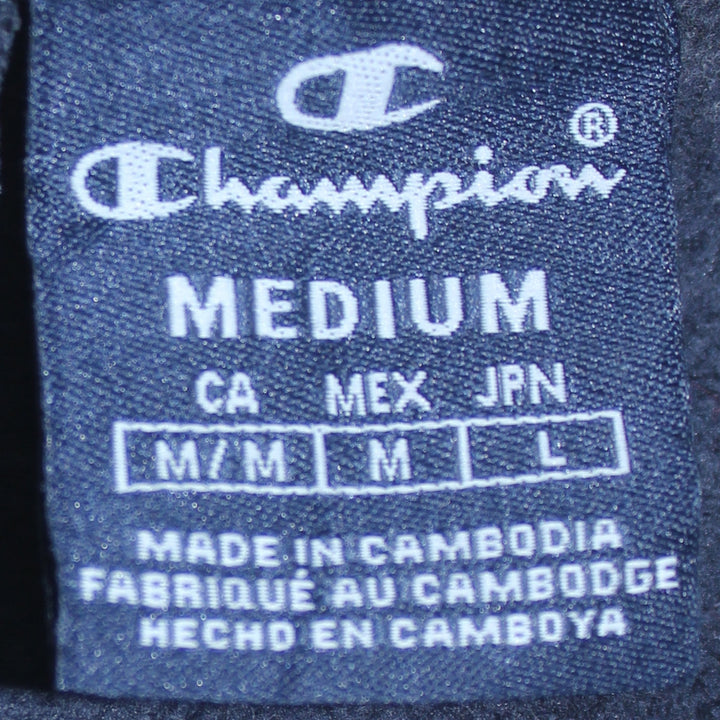 Champion®
MEDIUM
CA MEX JPN
M/M M L
MADE IN CAMBODIA
FABRIQUÉ AU CAMBODGE
HECHO EN CAMBOYA